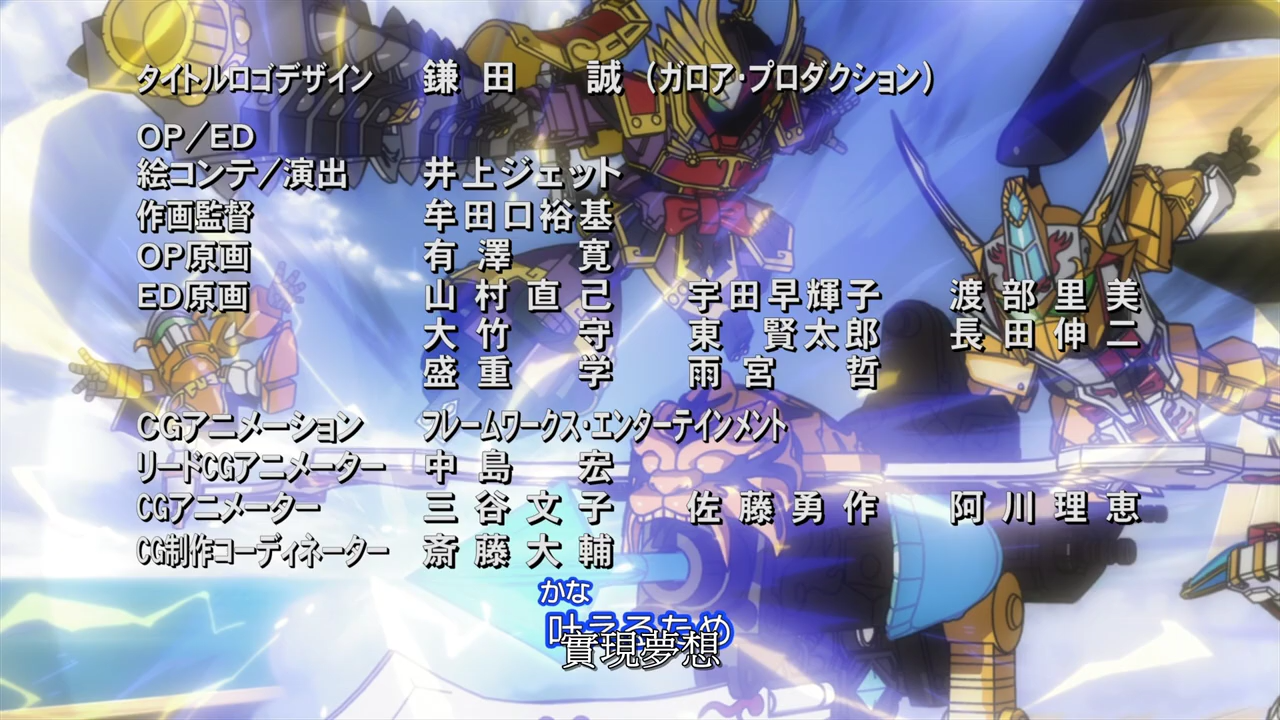 タイトルロゴデザイン 鎌田 誠（ガロア・プロダクション）
OP／ED
絵コンテ／演出 井上ジェット
作画監督 牟田口裕基
OP原画 有澤 寛
ED原画 山村直己 宇田早輝子 渡部里美
大竹 守 東 賢太郎 長田伸二
盛重 学 雨宮 哲
CGアニメーション フレームワークス・エンターテインメント
リードCGアニメーター 中島 宏
CGアニメーター 三谷文子 佐藤勇作 阿川理恵
CG制作コーディネーター 斎藤大輔
かな
叶えるため
實現夢想